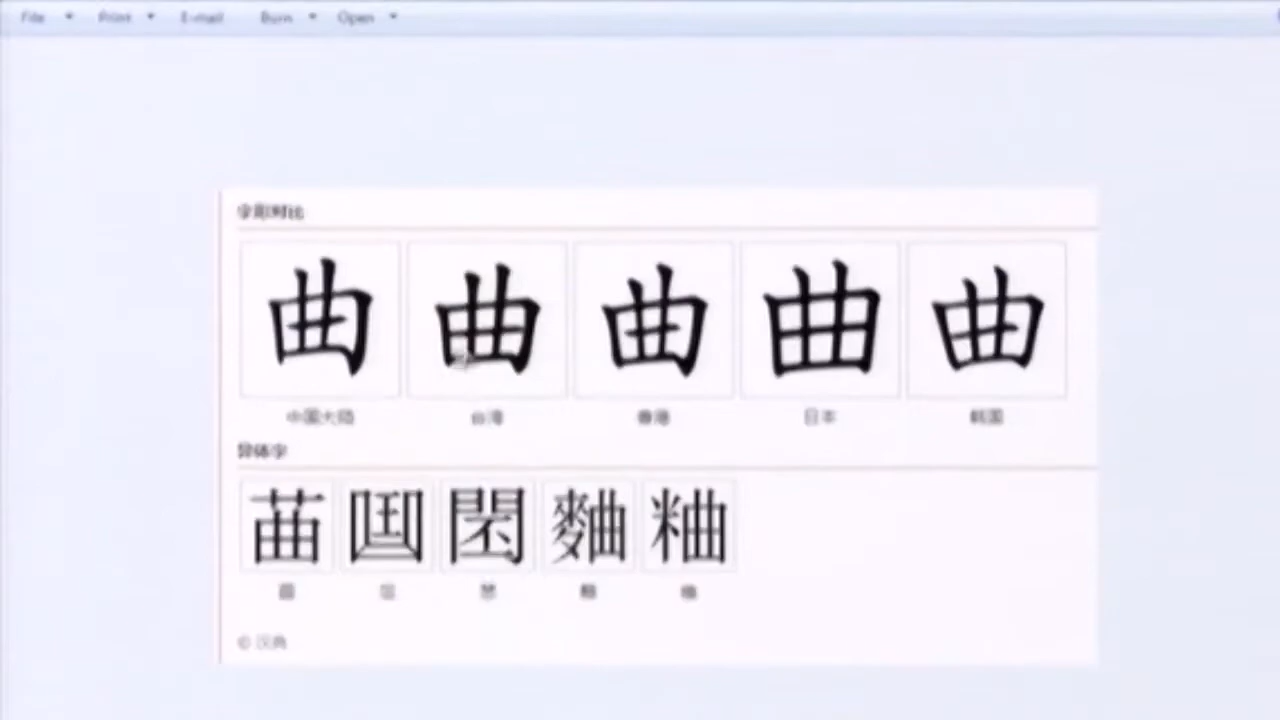 File Print E-mail Burn Open
字形对比
曲 曲 曲 曲 曲
中国大陆 台湾 香港 日本 韩国
异体字
麯 粬
© 汉典